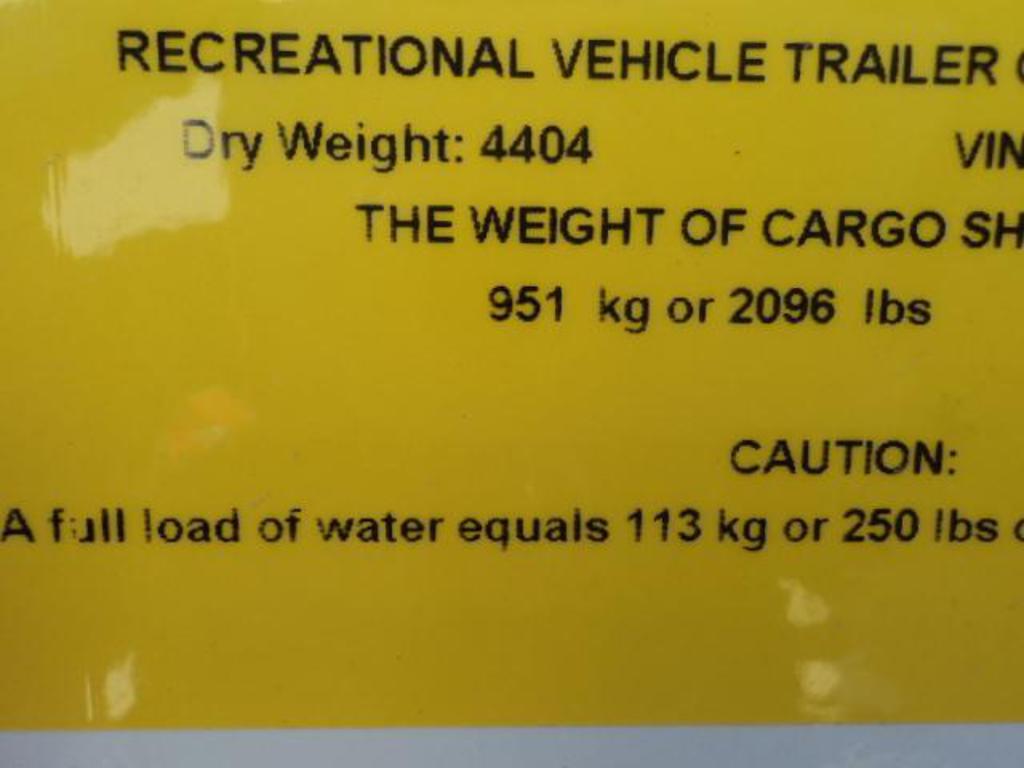 RECREATIONAL VEHICLE TRAILER
Dry Weight: 4404 VIN
THE WEIGHT OF CARGO SH
951 kg or 2096 lbs
CAUTION:
A full load of water equals 113 kg or 250 lbs